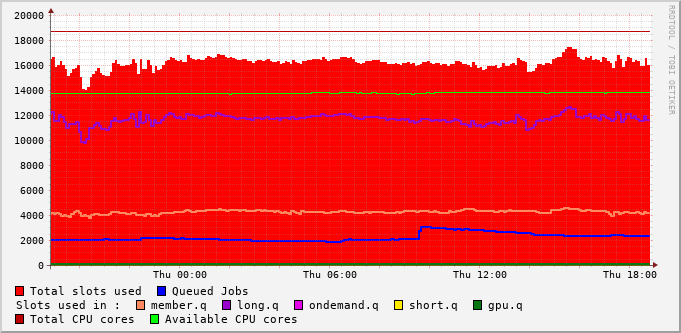 20000
18000
16000
14000
12000
10000
8000
6000
4000
2000
0
Thu 00:00 Thu 06:00 Thu 12:00 Thu 18:00
RRDTOOL / TOBI OETIKER
Total slots used Queued Jobs
Slots used in : member.q long.q ondemand.q short.q gpu.q
Total CPU cores Available CPU cores